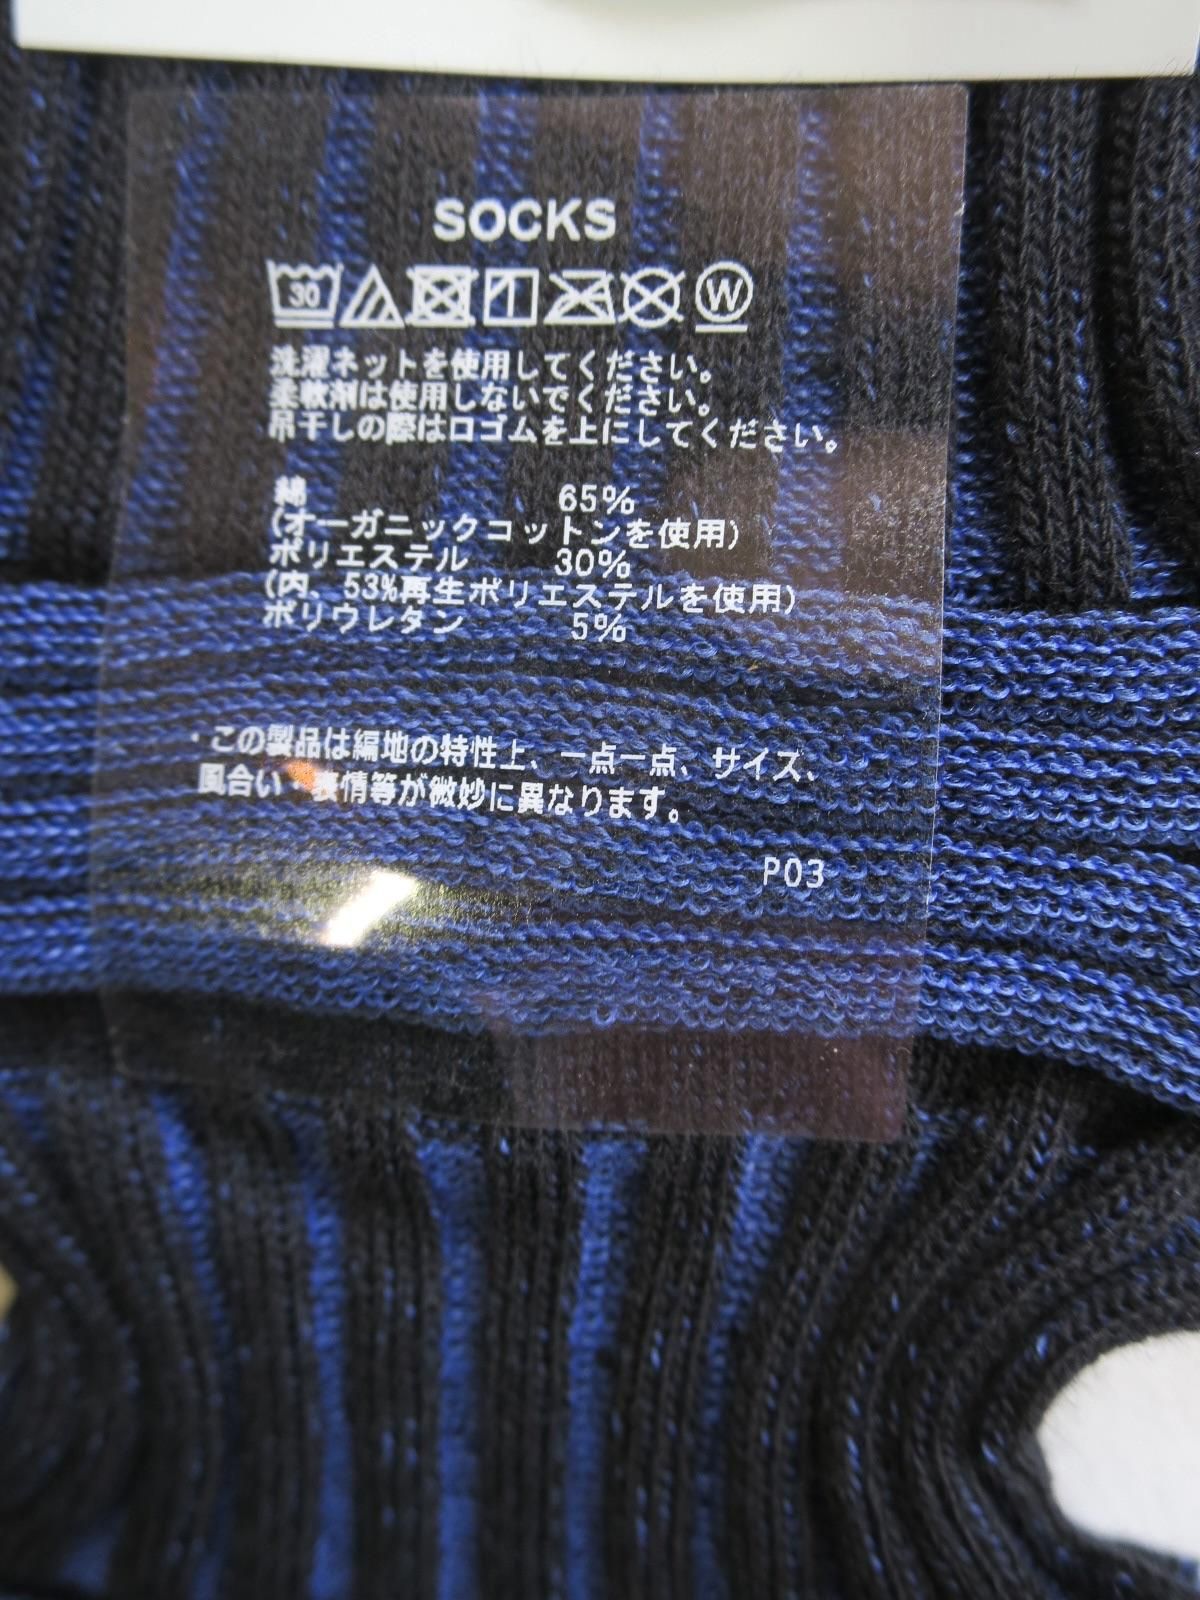 SOCKS
30 W
洗濯ネットを使用してください。
柔軟剤は使用しないでください。
吊干しの際は口ゴムを上にしてください。
綿 65%
(オーガニックコットンを使用)
ポリエステル 30%
(内、53%再生ポリエステルを使用)
ポリウレタン 5%
・この製品は編地の特性上、一点一点、サイズ、
風合い・表情等が微妙に異なります。
P03